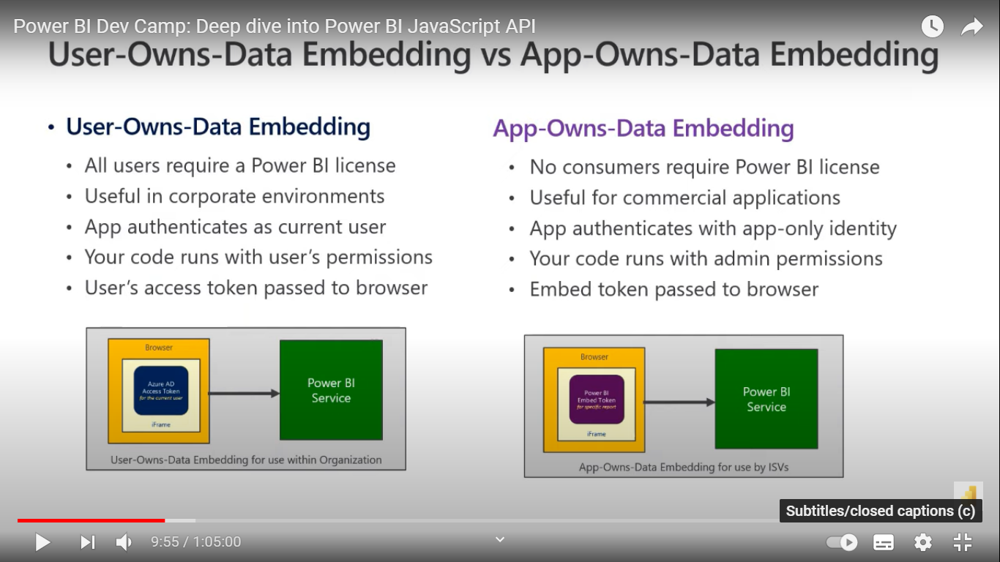 Power BI Dev Camp: Deep dive into Power BI JavaScript API
User-Owns-Data Embedding vs App-Owns-Data Embedding
• User-Owns-Data Embedding
• All users require a Power BI license
• Useful in corporate environments
• App authenticates as current user
• Your code runs with user's permissions
• User's access token passed to browser
App-Owns-Data Embedding
• No consumers require Power BI license
• Useful for commercial applications
• App authenticates with app-only identity
• Your code runs with admin permissions
• Embed token passed to browser
Browser
Azure AD
Access Token
for the current user
iFrame
Power BI
Service
User-Owns-Data Embedding for use within Organization
Browser
Power BI
Embed Token
for specific report
iFrame
Power BI
Service
App-Owns-Data Embedding for use by ISVs
Subtitles/closed captions (c)
9:55 / 1:05:00